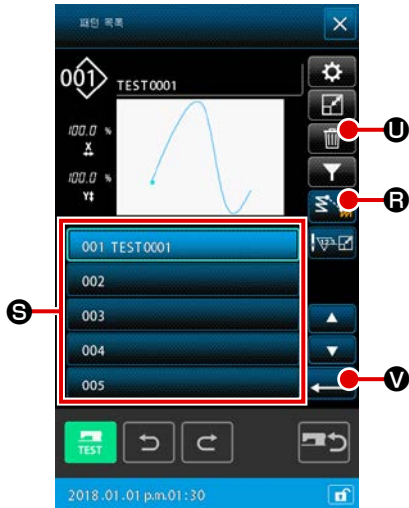 패턴 목록
001
TEST0001
U
100.0 %
X
100.0 %
Y
R
001 TEST0001
002
S
003
004
005
V
TEST
2018.01.01 p.m.01:30